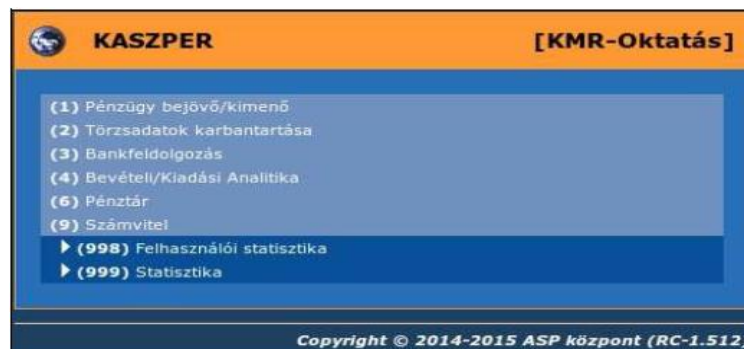 KASZPER [KMR-Oktatás]
(1) Pénzügy bejövő/kimenő
(2) Törzsadatok karbantartása
(3) Bankfeldolgozás
(4) Bevételi/Kiadási Analitika
(6) Pénztár
(9) Számvitel
(998) Felhasználói statisztika
(999) Statisztika
Copyright © 2014-2015 ASP központ (RC-1.512)